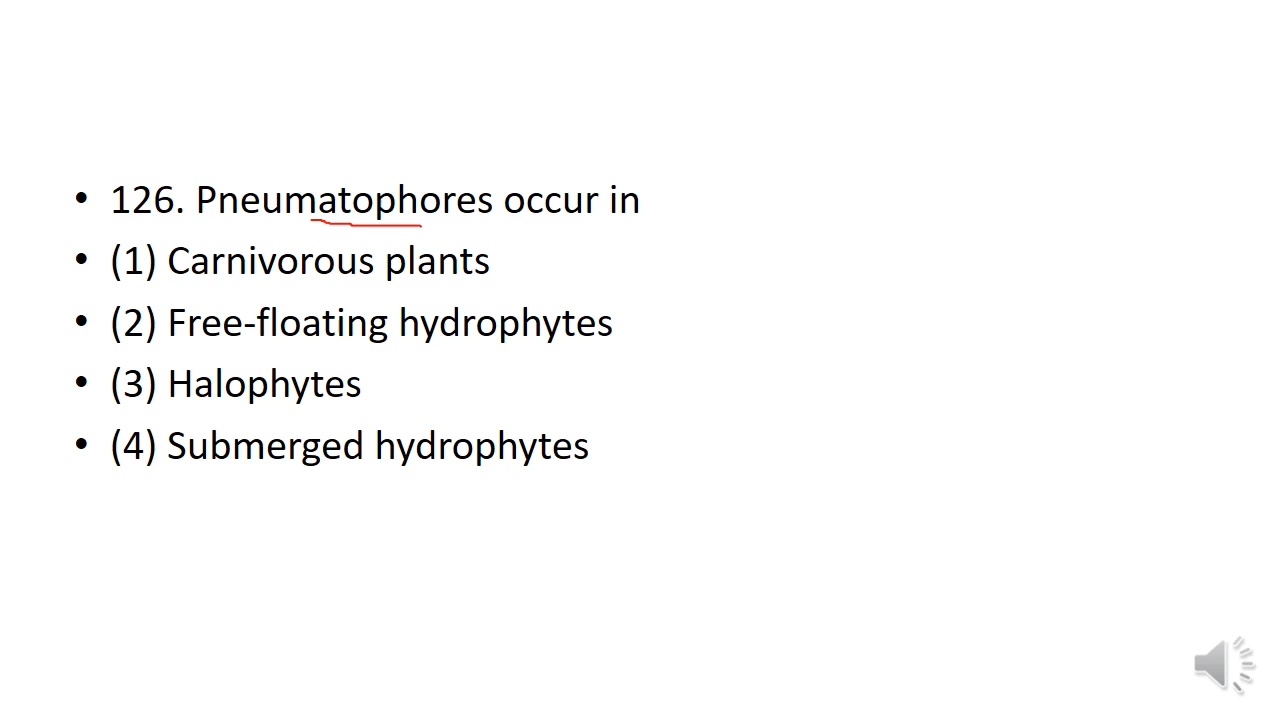 • 126. Pneumatophores occur in
• (1) Carnivorous plants
• (2) Free-floating hydrophytes
• (3) Halophytes
• (4) Submerged hydrophytes